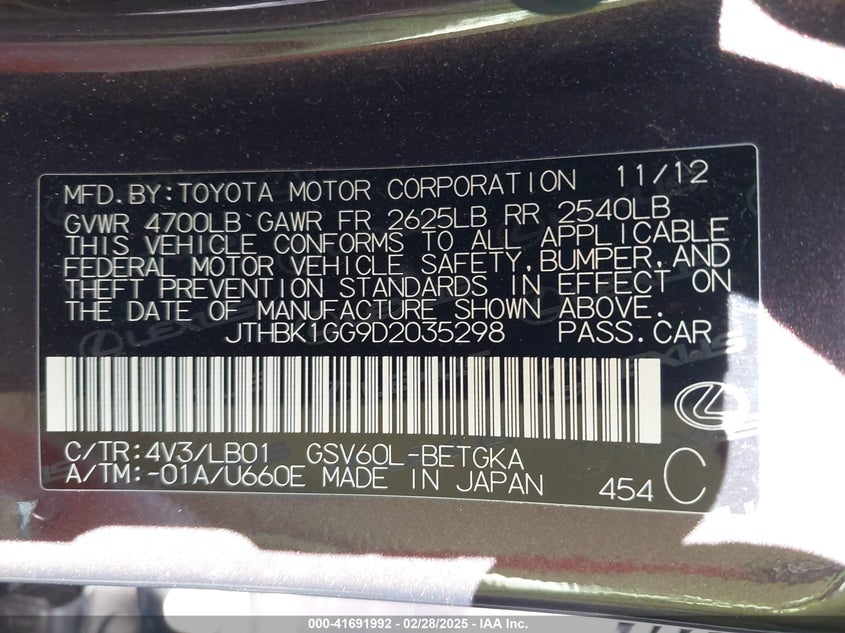 MFD.BY:TOYOTA MOTOR CORPORATION 11/12
GVWR 4700LB GAWR FR 2625LB RR 2540LB
THIS VEHICLE CONFORMS TO ALL APPLICABLE
FEDERAL MOTOR VEHICLE SAFETY,BUMPER,AND
THEFT PREVENTION STANDARDS IN EFFECT ON
THE DATE OF MANUFACTURE SHOWN ABOVE.
JTHBK1GG9D2035298 PASS.CAR
C/TR:4V3/LB01 GSV60L-BETGKA
A/TM:-01A/U660E MADE IN JAPAN
454 C
000-41691992 - 02/28/2025 - IAA Inc.